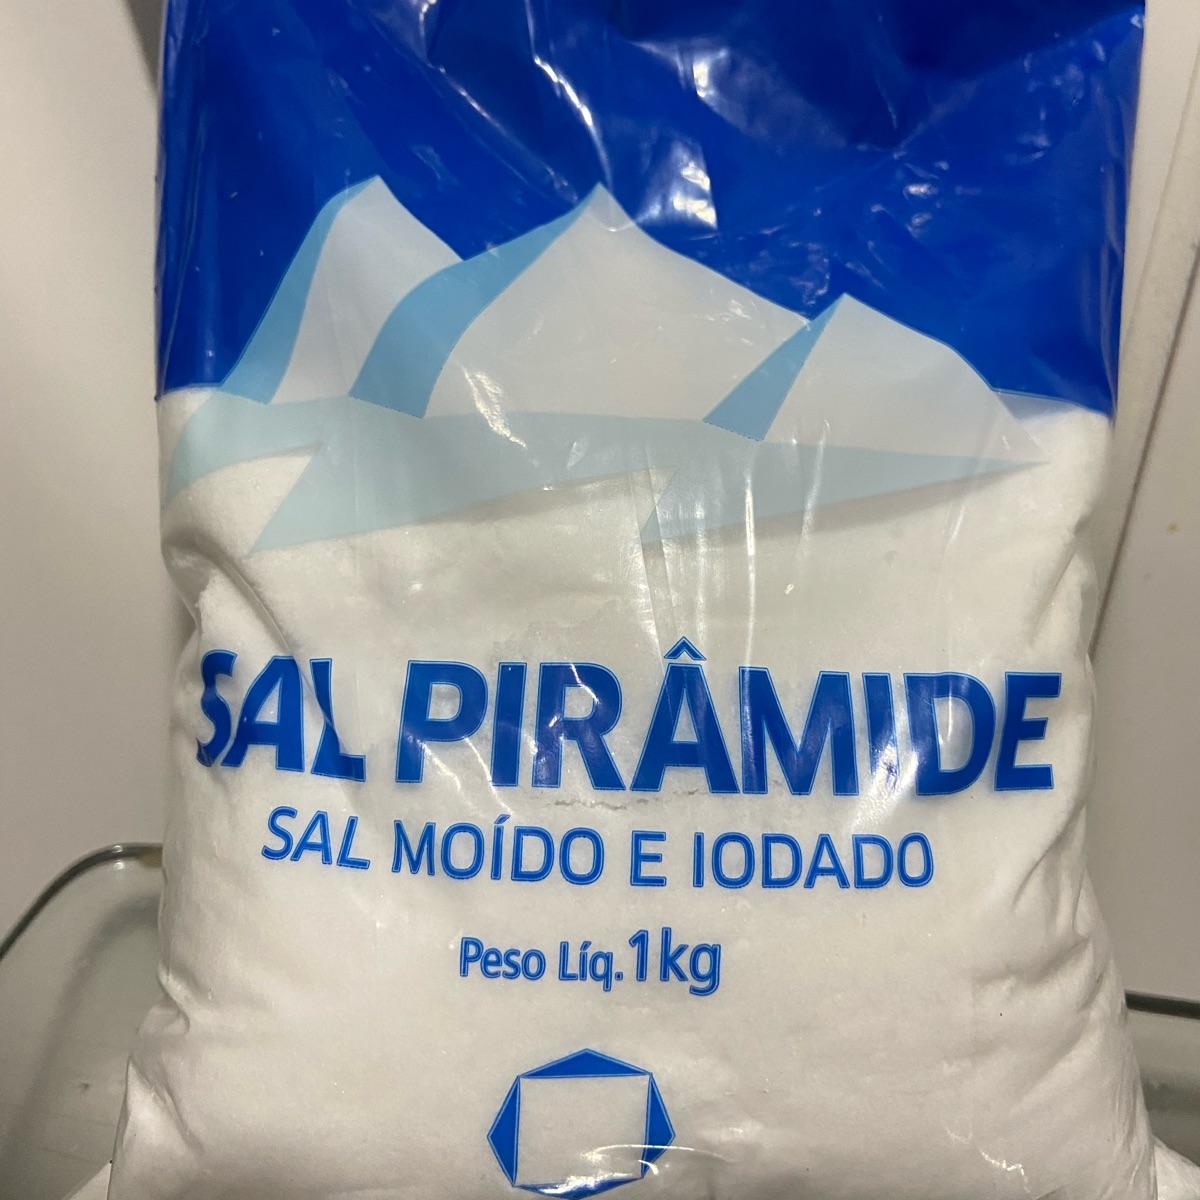 SAL PIRÂMIDE
SAL MOÍDO E IODADO
Peso Líq. 1kg